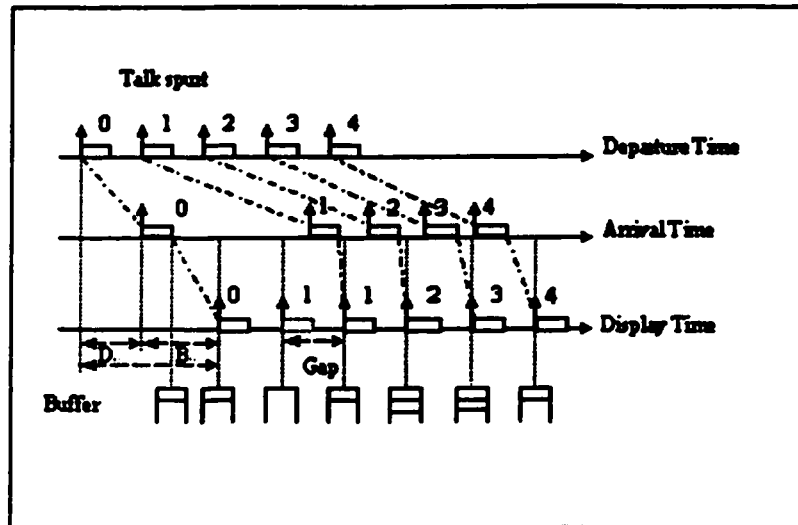 Talk spurt
0 1 2 3 4
Departure Time
0 1 2 3 4
Arrival Time
0 1 1 2 3 4
Display Time
D. B.
Gap
Buffer